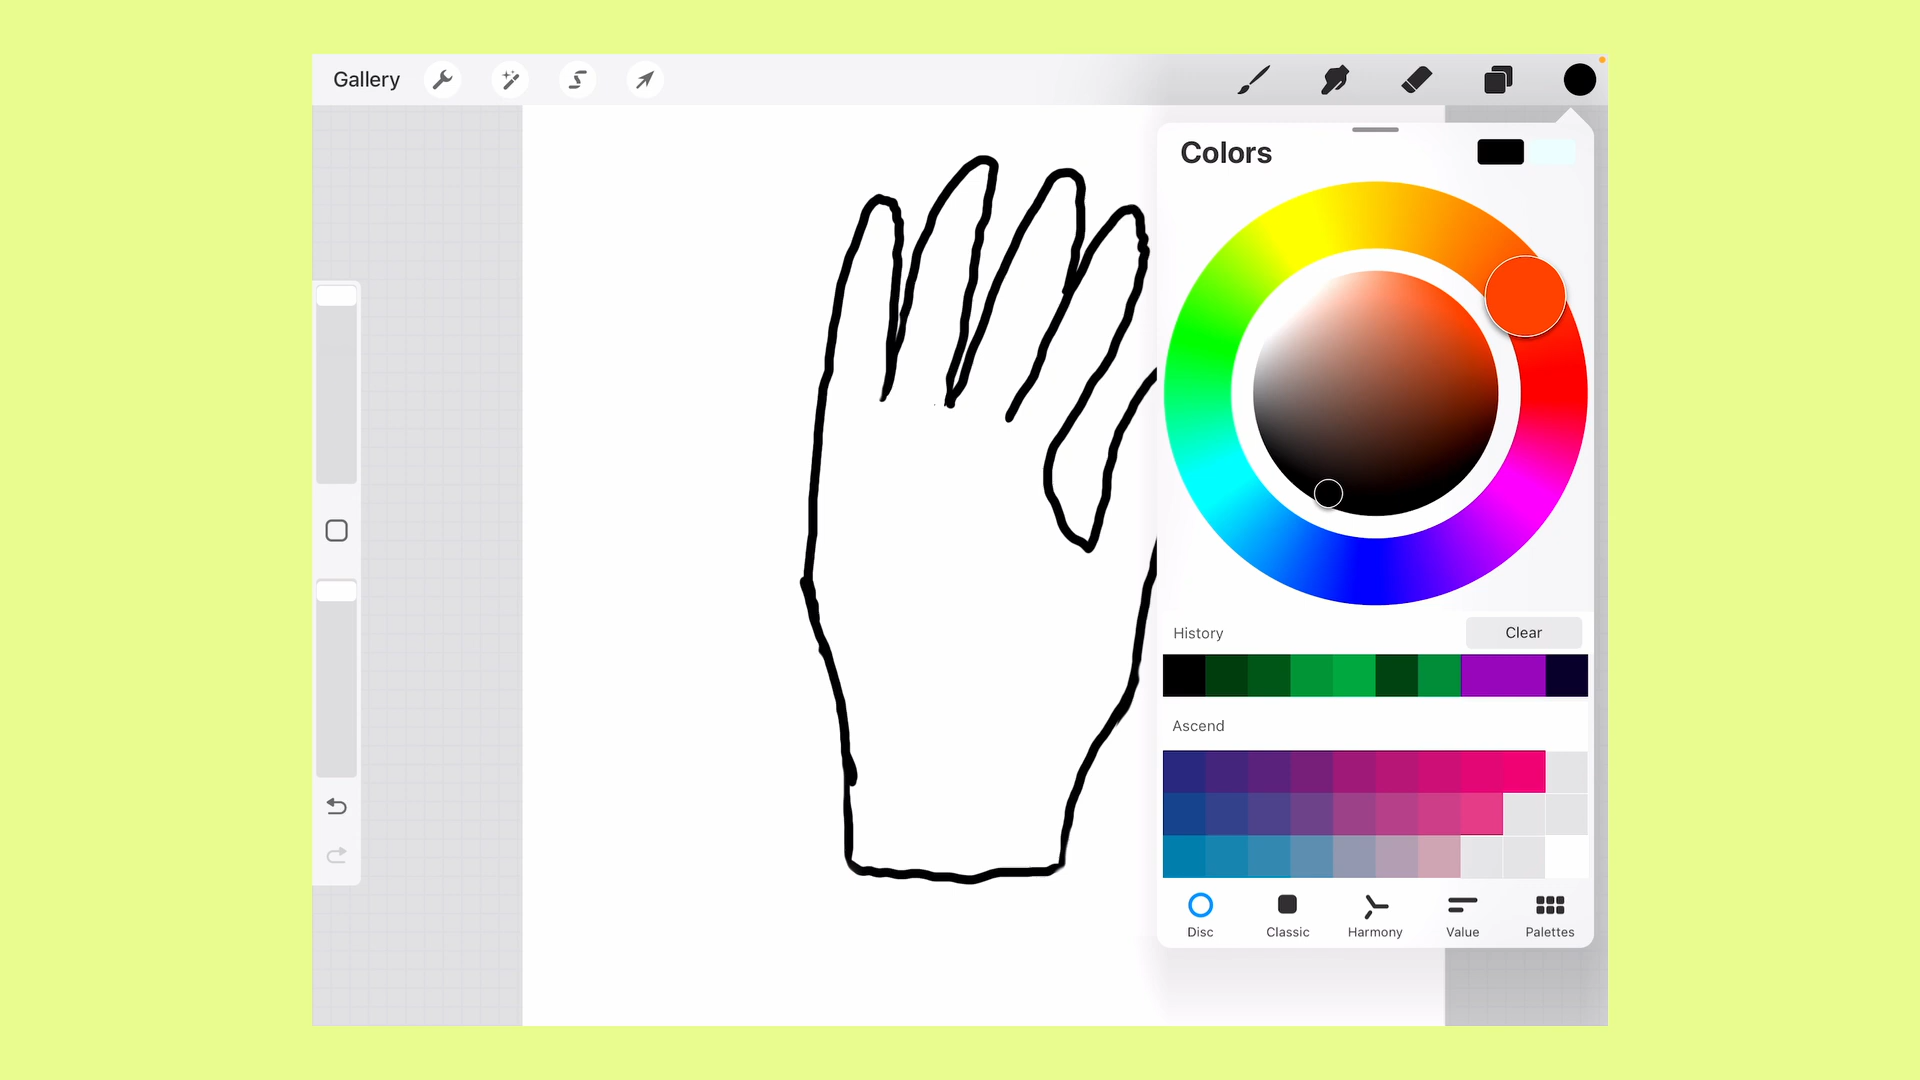 Gallery
Colors
History
Clear
Ascend
Disc
Classic
Harmony
Value
Palettes